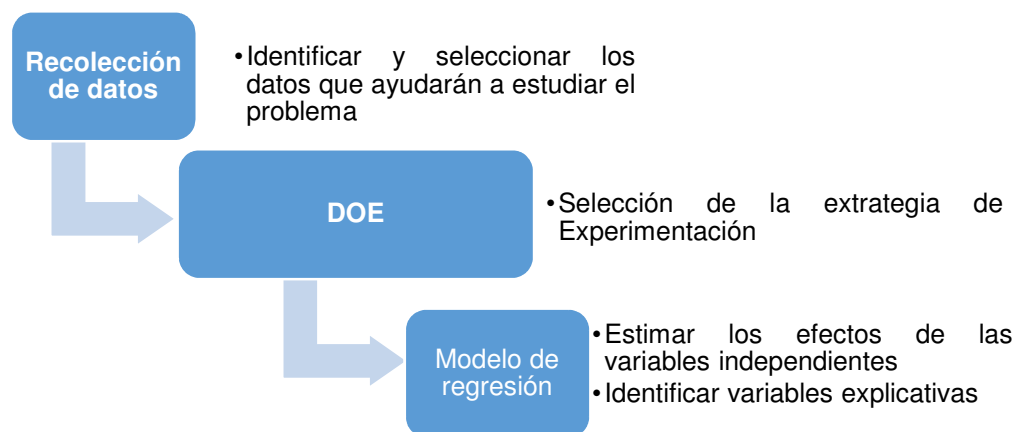 Recolección
de datos
•Identificar y seleccionar los
datos que ayudarán a estudiar el
problema
DOE
•Selección de la extrategia de
Experimentación
Modelo de
regresión
•Estimar los efectos de las
variables independientes
•Identificar variables explicativas